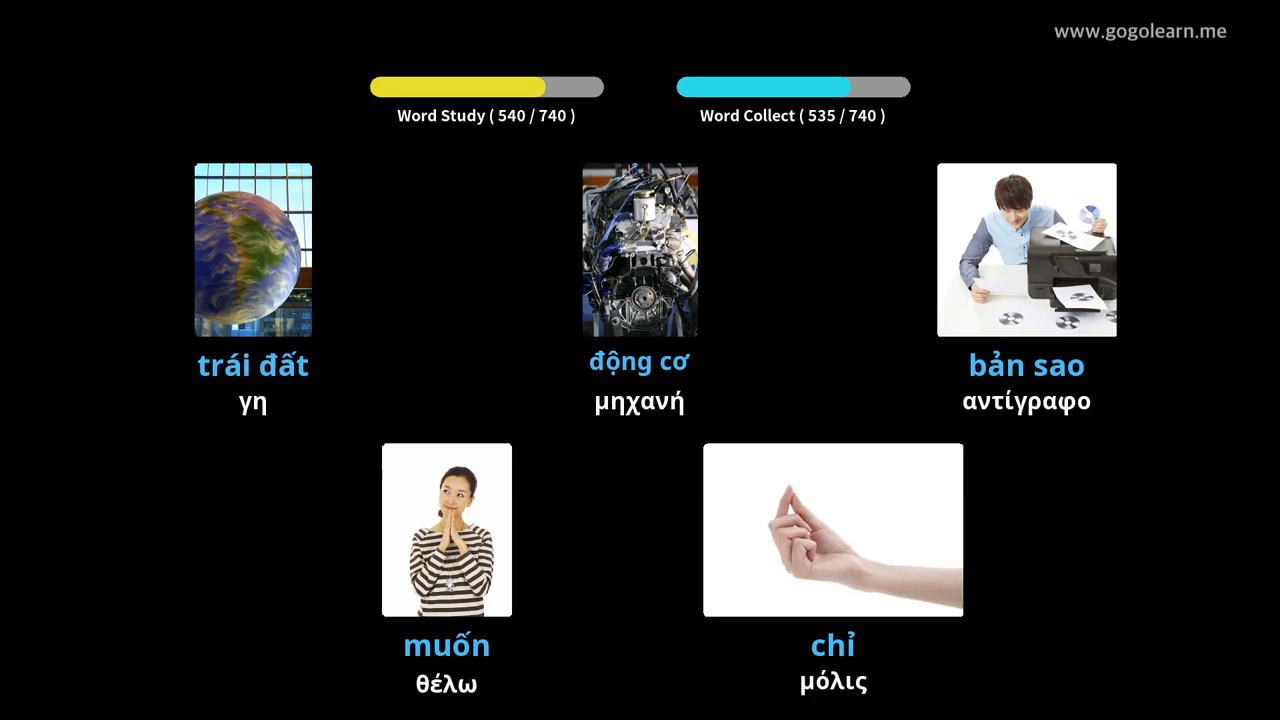 www.gogolearn.me
Word Study ( 540 / 740 )
Word Collect ( 535 / 740 )
trái đất
γη
động cơ
μηχανή
bản sao
αντίγραφο
muốn
θέλω
chỉ
μόλις